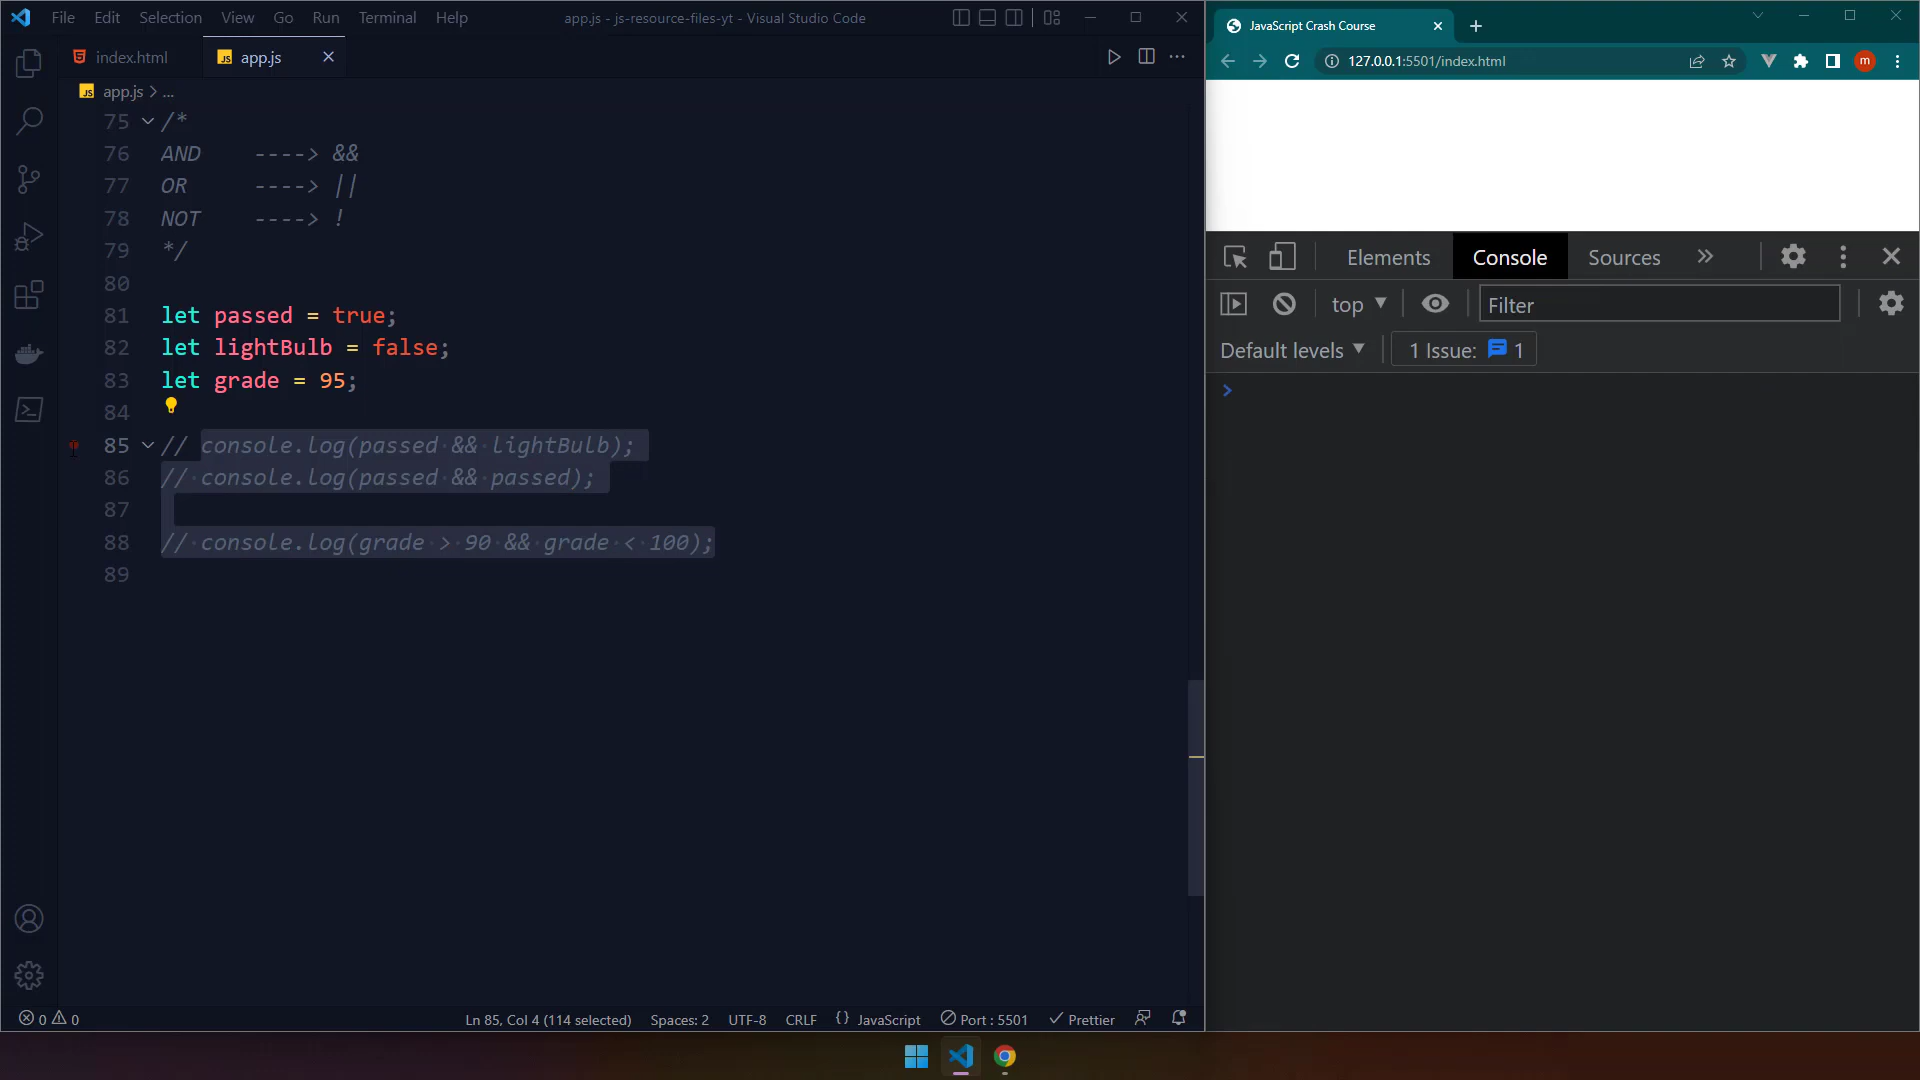 File Edit Selection View Go Run Terminal Help
app.js - js-resource-files-yt - Visual Studio Code
index.html
JS app.js
JS app.js > ...
75 /*
76 AND ----> &&
77 OR ----> ||
78 NOT ----> !
79 */
80
81 let passed = true;
82 let lightBulb = false;
83 let grade = 95;
84
85 // console.log(passed && lightBulb);
86 // console.log(passed && passed);
87
88 // console.log(grade > 90 && grade < 100);
89
0 0
Ln 85, Col 4 (114 selected) Spaces: 2 UTF-8 CRLF {} JavaScript Port : 5501 Prettier
JavaScript Crash Course
127.0.0.1:5501/index.html
m
Elements Console Sources
top Filter
Default levels 1 Issue: 1